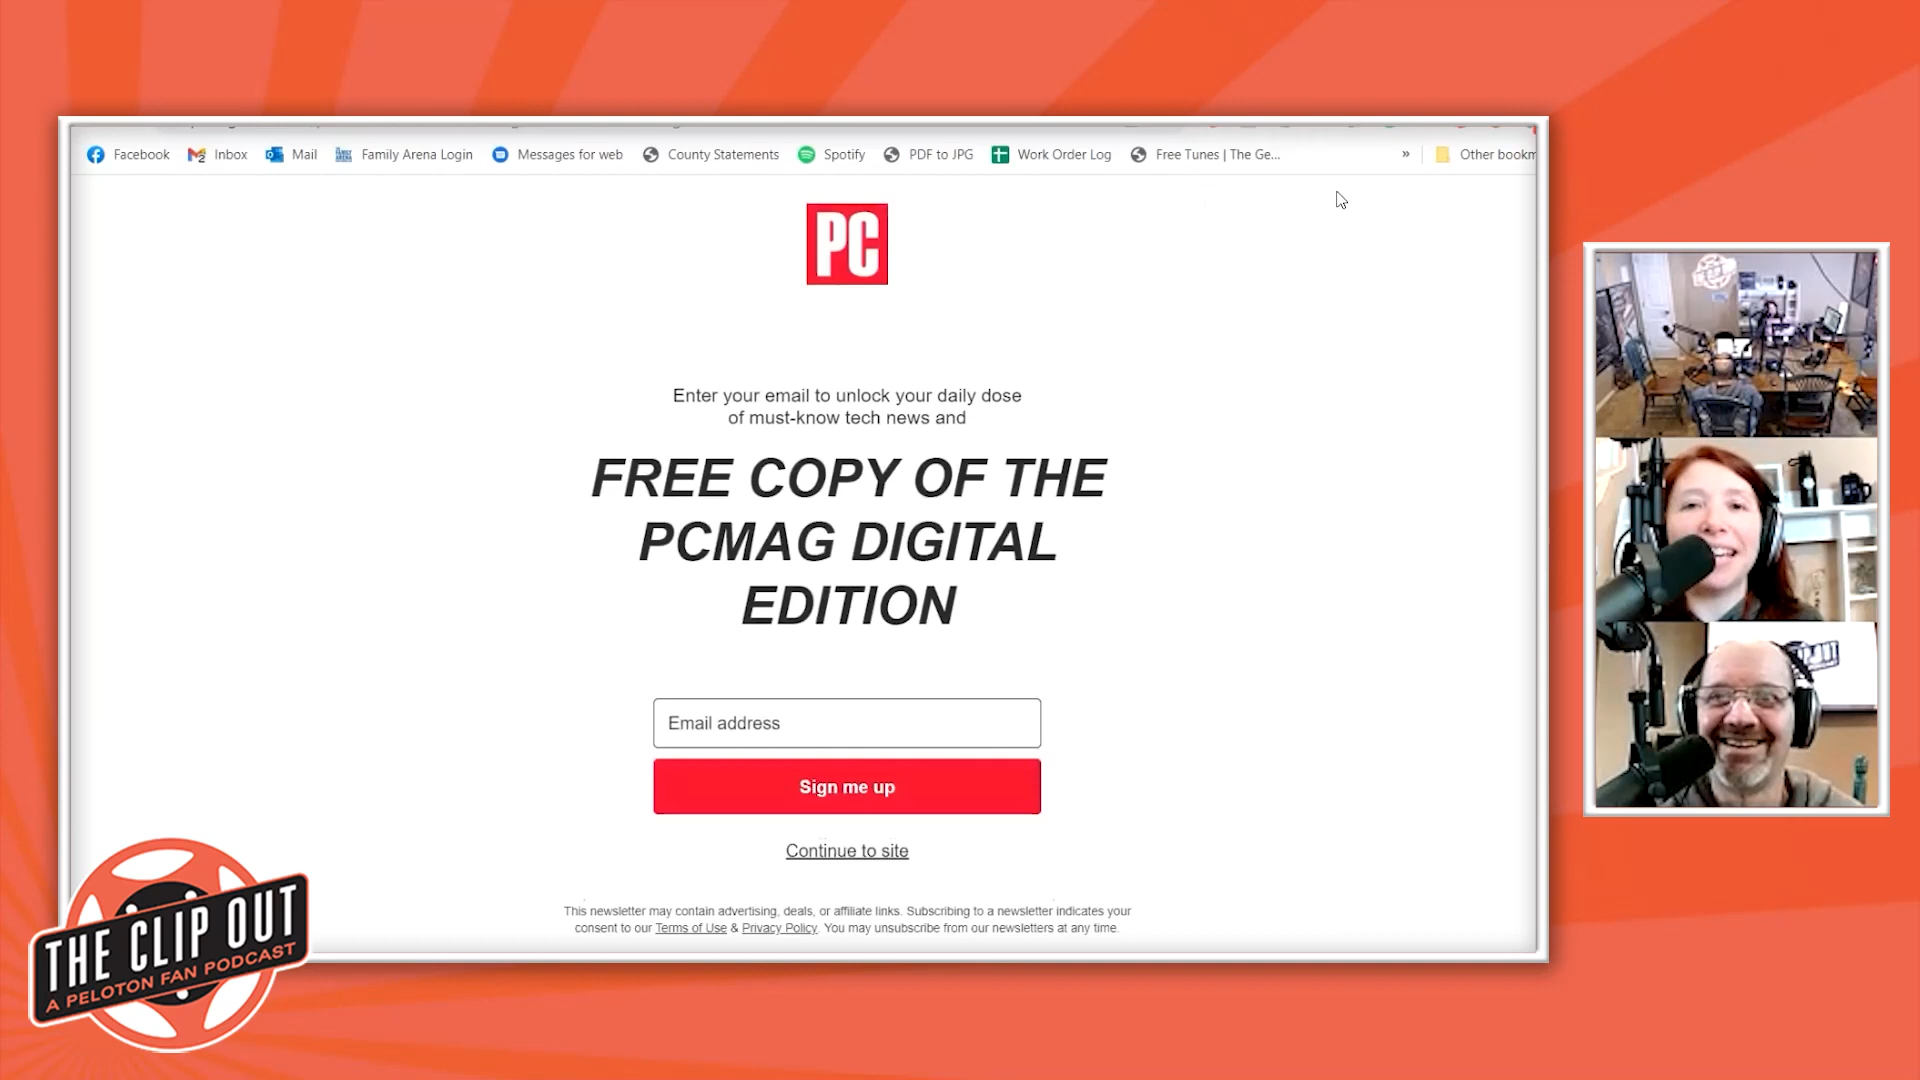 Facebook
Inbox
Mail
Family Arena Login
Messages for web
County Statements
Spotify
PDF to JPG
Work Order Log
Free Tunes | The Ge...
»
Other bookm
PC
Enter your email to unlock your daily dose
of must-know tech news and
FREE COPY OF THE
PCMAG DIGITAL
EDITION
Email address
Sign me up
Continue to site
This newsletter may contain advertising, deals, or affiliate links. Subscribing to a newsletter indicates your
consent to our Terms of Use & Privacy Policy. You may unsubscribe from our newsletters at any time.
THE CLIP OUT
A PELOTON FAN PODCAST